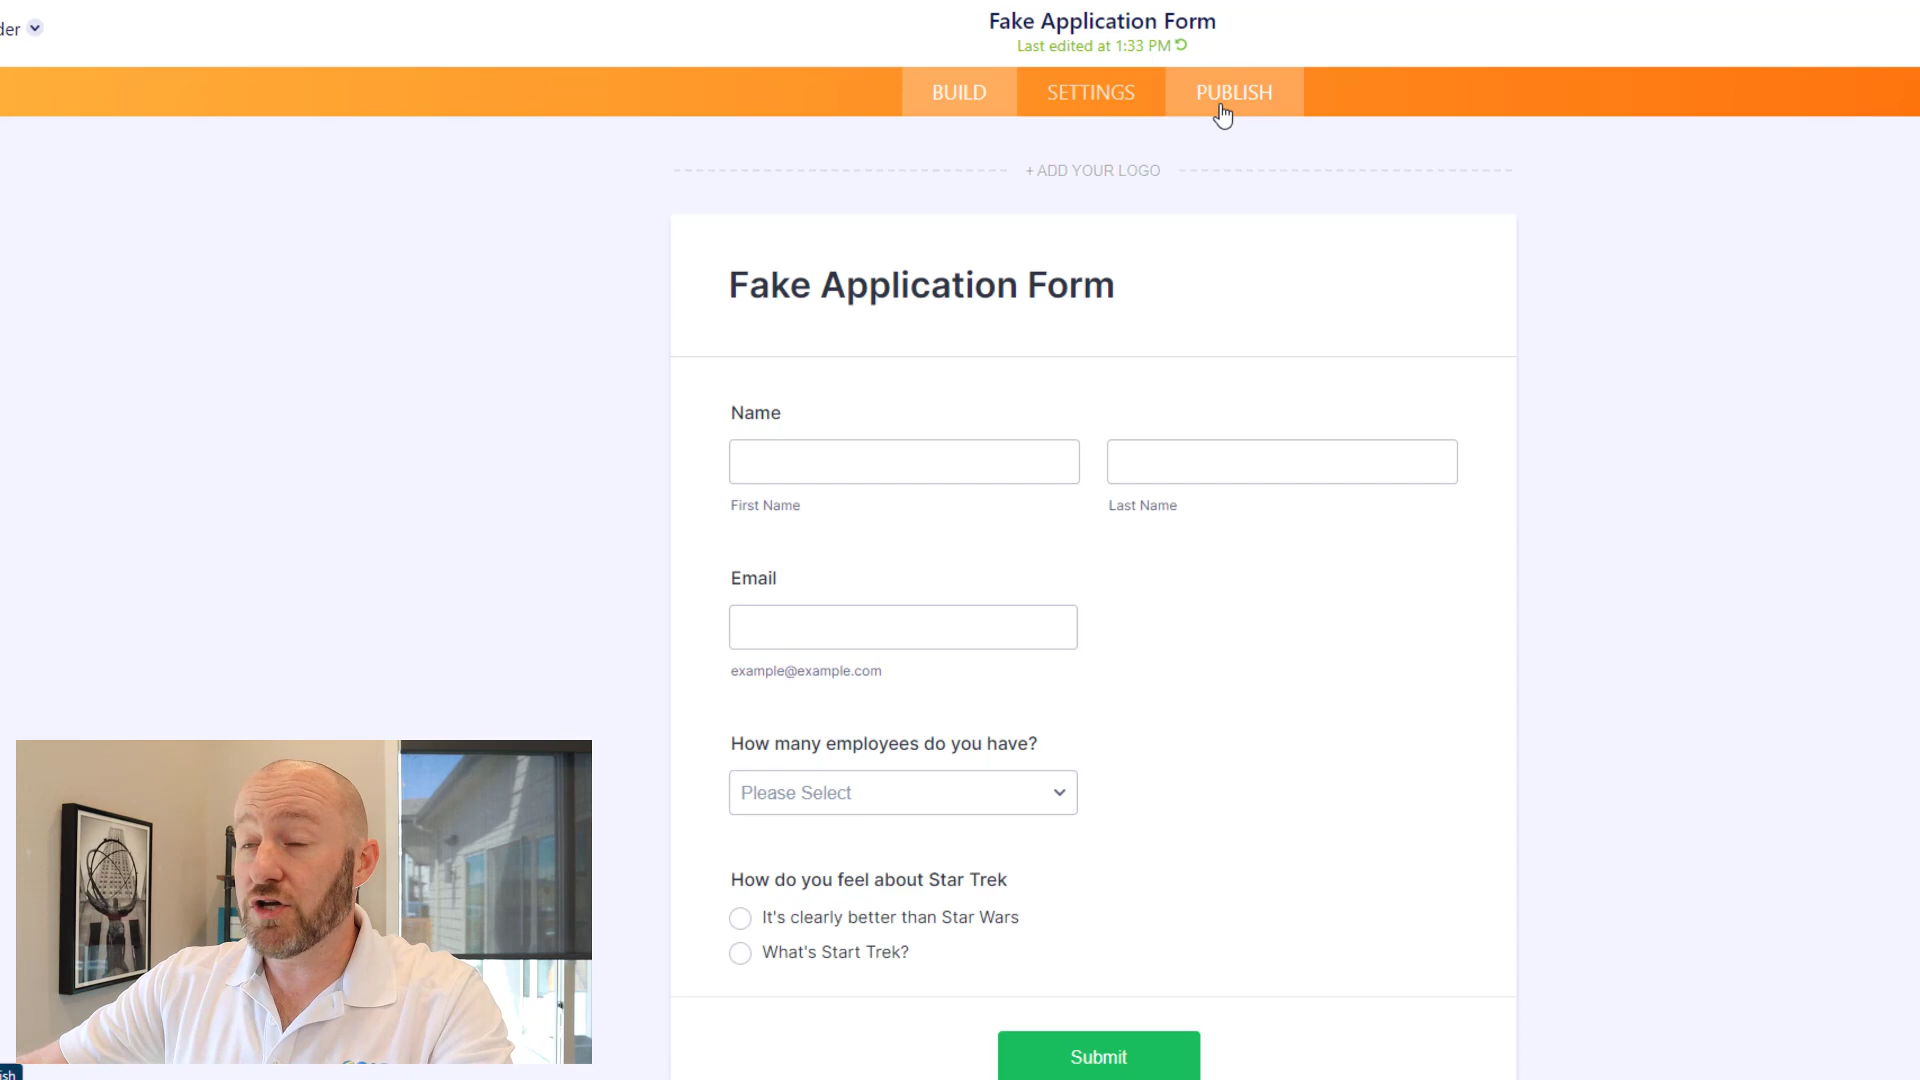 der
Fake Application Form
Last edited at 1:33 PM
BUILD SETTINGS PUBLISH
+ ADD YOUR LOGO
Fake Application Form
Name
First Name Last Name
Email
example@example.com
How many employees do you have?
Please Select
How do you feel about Star Trek
It's clearly better than Star Wars
What's Start Trek?
Submit
ish